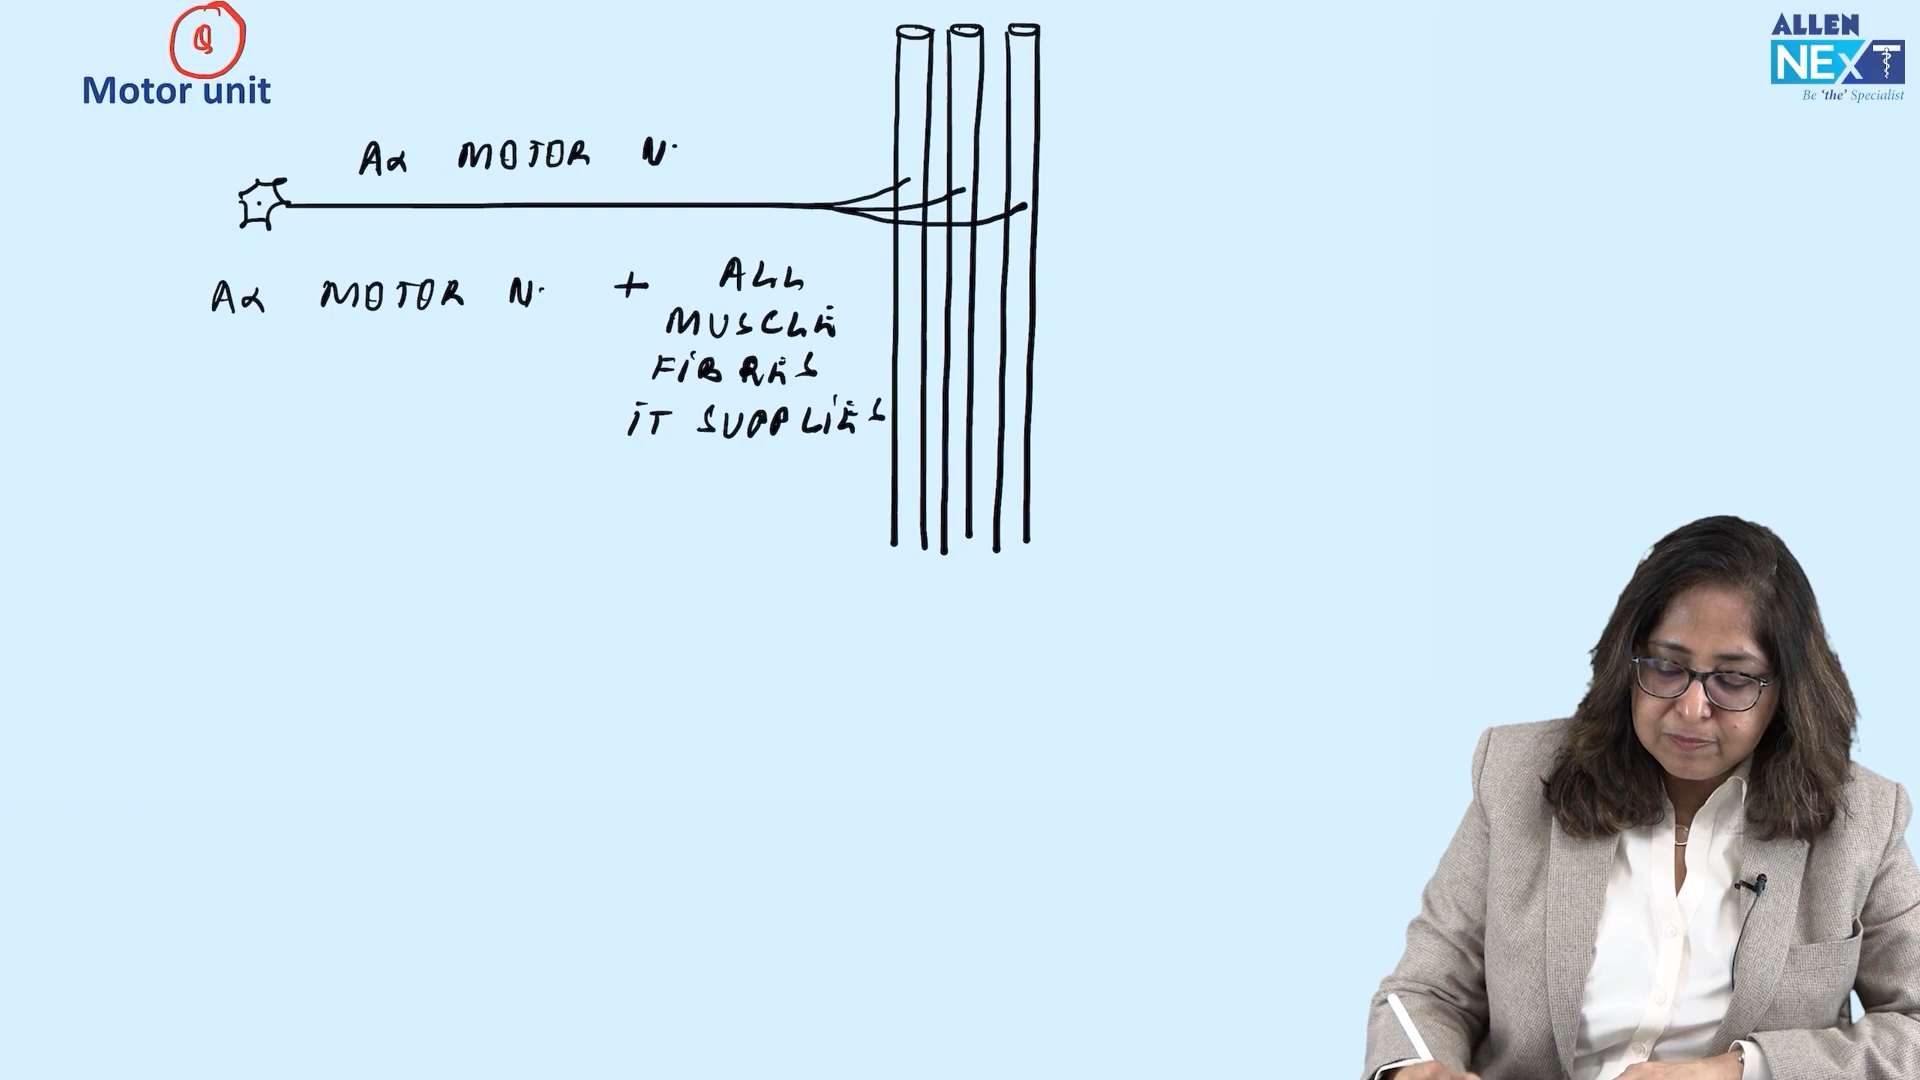 Q
Motor unit
ALLEN
NEXT
Be 'the' Specialist
Aα MOTOR N.
Aα MOTOR N. + ALL
MUSCLE
FIBRES
IT SUPPLIES